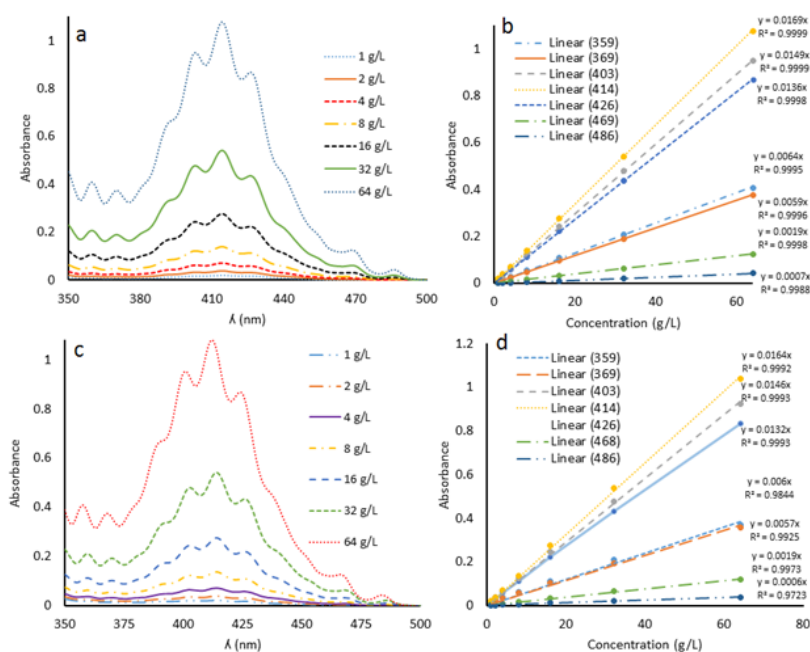 a
1
0.8
0.6
0.4
0.2
0
350
380
410
440
470
500
Absorbance
ʎ (nm)
1 g/L
2 g/L
4 g/L
8 g/L
16 g/L
32 g/L
64 g/L
b
1
0.8
0.6
0.4
0.2
0
0
20
40
60
Absorbance
Concentration (g/L)
Linear (359)
Linear (369)
Linear (403)
Linear (414)
Linear (426)
Linear (469)
Linear (486)
y = 0.0169x
R² = 0.9999
y = 0.0149x
R² = 0.9999
y = 0.0136x
R² = 0.9998
y = 0.0064x
R² = 0.9995
y = 0.0059x
R² = 0.9996
y = 0.0019x
R² = 0.9998
y = 0.0007x
R² = 0.9988
c
1
0.8
0.6
0.4
0.2
0
350
375
400
425
450
475
500
Absorbance
ʎ (nm)
1 g/L
2 g/L
4 g/L
8 g/L
16 g/L
32 g/L
64 g/L
d
1.2
1
0.8
0.6
0.4
0.2
0
0
20
40
60
80
Absorbance
Concentration (g/L)
Linear (359)
Linear (369)
Linear (403)
Linear (414)
Linear (426)
Linear (468)
Linear (486)
y = 0.0164x
R² = 0.9992
y = 0.0146x
R² = 0.9993
y = 0.0132x
R² = 0.9993
y = 0.006x
R² = 0.9844
y = 0.0057x
R² = 0.9925
y = 0.0019x
R² = 0.9973
y = 0.0006x
R² = 0.9723